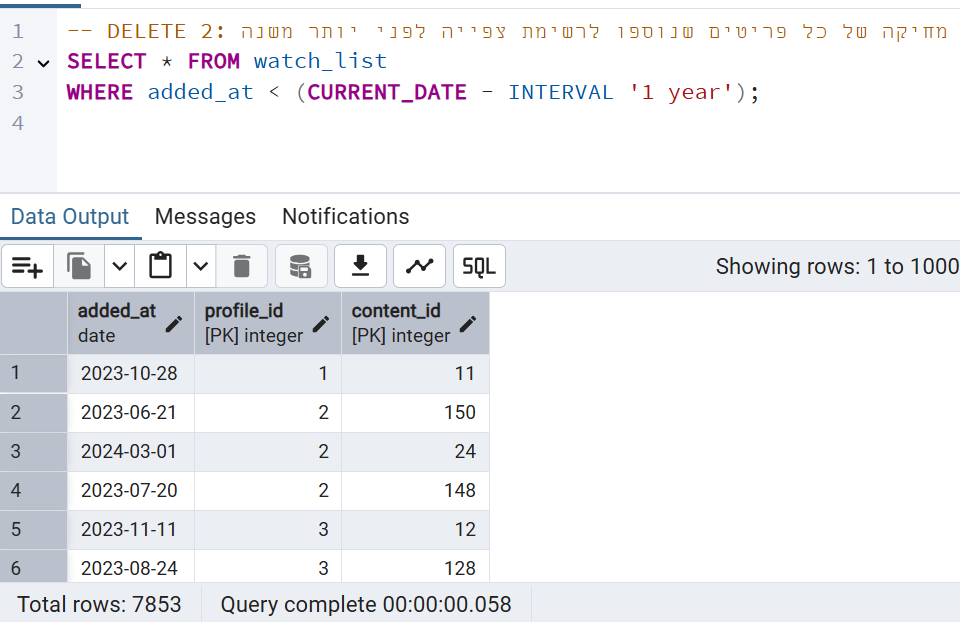 1 -- DELETE 2: מחיקה של כל פריטים שנוספו לרשימת צפייה לפני יותר משנה
2 SELECT * FROM watch_list
3 WHERE added_at < (CURRENT_DATE - INTERVAL '1 year');
4
Data Output Messages Notifications
SQL Showing rows: 1 to 1000
added_at profile_id content_id
date [PK] integer [PK] integer
1 2023-10-28 1 11
2 2023-06-21 2 150
3 2024-03-01 2 24
4 2023-07-20 2 148
5 2023-11-11 3 12
6 2023-08-24 3 128
Total rows: 7853 Query complete 00:00:00.058